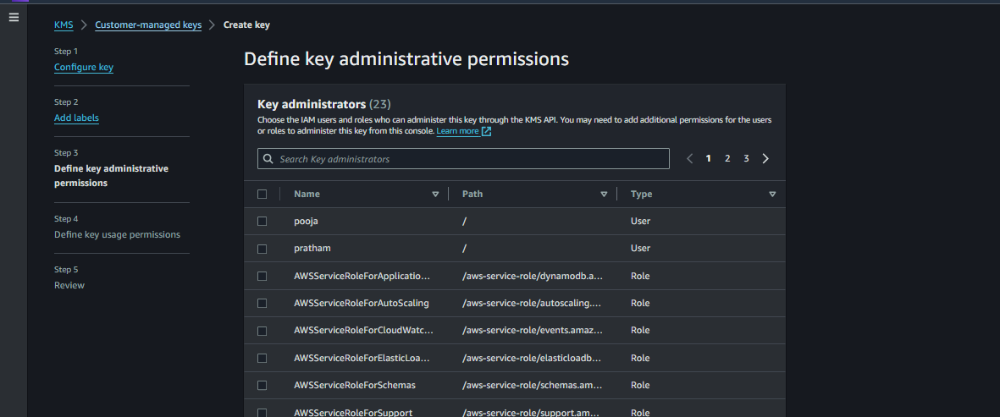 KMS > Customer-managed keys > Create key
Step 1
Configure key
Step 2
Add labels
Step 3
Define key administrative
permissions
Step 4
Define key usage permissions
Step 5
Review
Define key administrative permissions
Key administrators (23)
Choose the IAM users and roles who can administer this key through the KMS API. You may need to add additional permissions for the users
or roles to administer this key from this console. Learn more
Search Key administrators
1 2 3
Name Path Type
pooja / User
pratham / User
AWSServiceRoleForApplicatio... /aws-service-role/dynamodb.a... Role
AWSServiceRoleForAutoScaling /aws-service-role/autoscaling.... Role
AWSServiceRoleForCloudWatc... /aws-service-role/events.amaz... Role
AWSServiceRoleForElasticLoa... /aws-service-role/elasticloadb... Role
AWSServiceRoleForSchemas /aws-service-role/schemas.am... Role
AWSServiceRoleForSupport /aws-service-role/support.am... Role